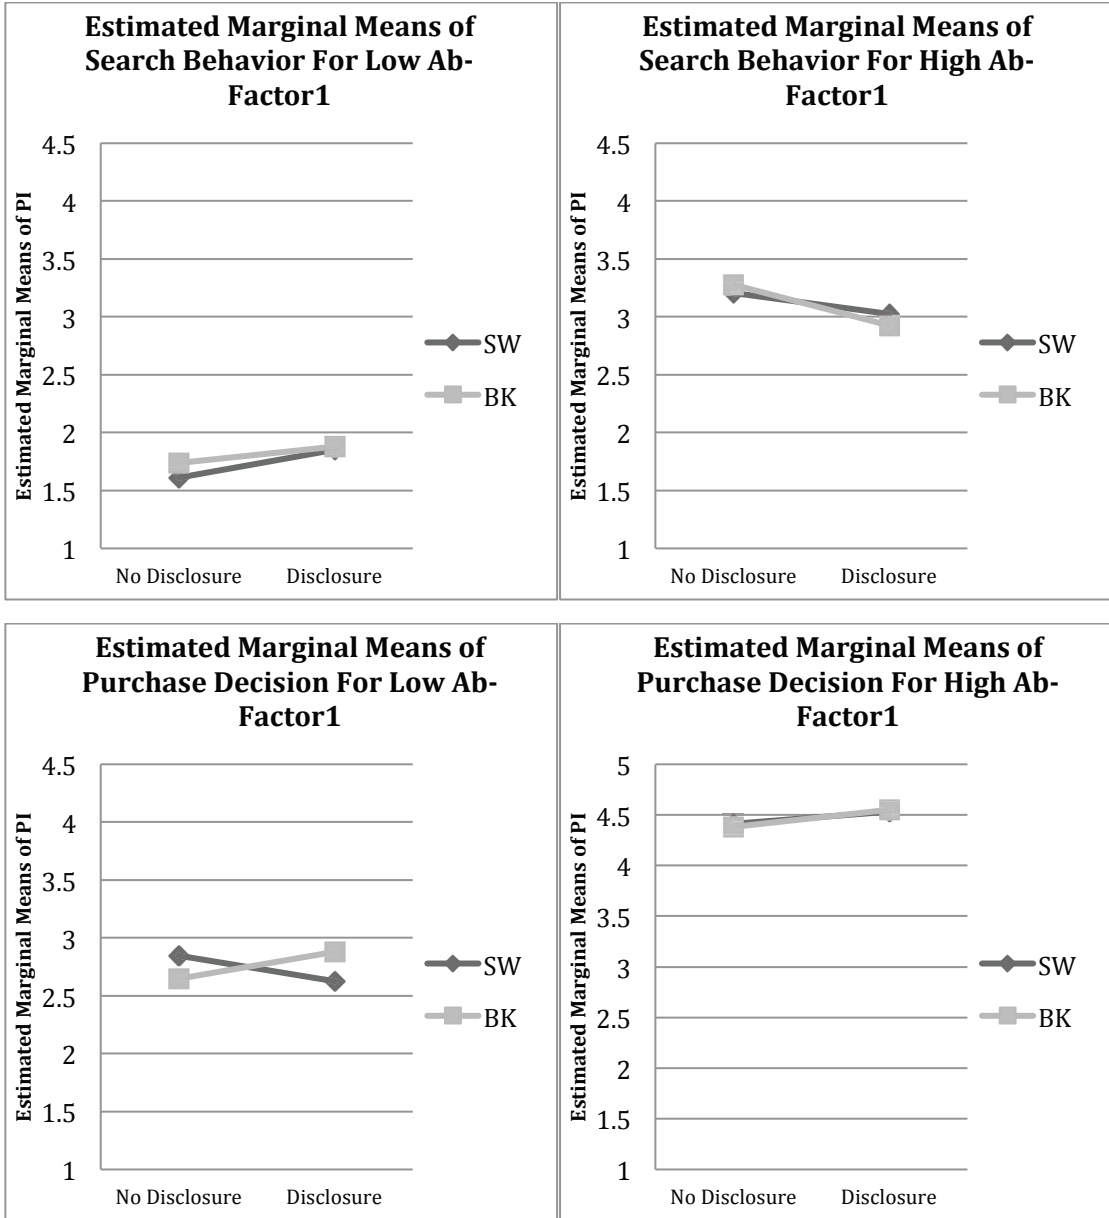 Estimated Marginal Means of
Search Behavior For Low Ab-
Factor1
4.5
4
3.5
3
2.5
2
1.5
1
Estimated Marginal Means of PI
No Disclosure
Disclosure
SW
BK
Estimated Marginal Means of
Search Behavior For High Ab-
Factor1
4.5
4
3.5
3
2.5
2
1.5
1
Estimated Marginal Means of PI
No Disclosure
Disclosure
SW
BK
Estimated Marginal Means of
Purchase Decision For Low Ab-
Factor1
4.5
4
3.5
3
2.5
2
1.5
1
Estimated Marginal Means of PI
No Disclosure
Disclosure
SW
BK
Estimated Marginal Means of
Purchase Decision For High Ab-
Factor1
5
4.5
4
3.5
3
2.5
2
1.5
1
Estimated Marginal Means of PI
No Disclosure
Disclosure
SW
BK